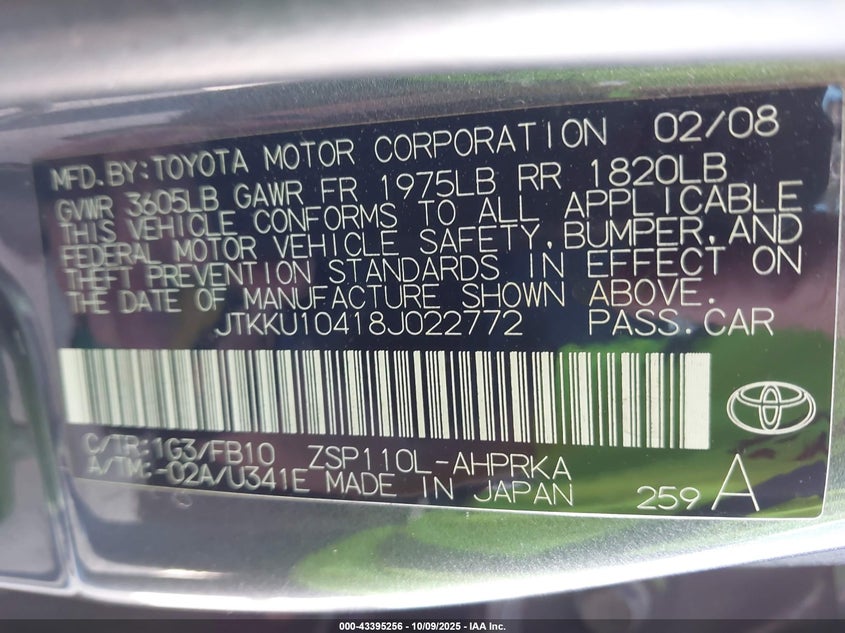 MFD.BY:TOYOTA MOTOR CORPORATION 02/08
GVWR 3605LB GAWR FR 1975LB RR 1820LB
THIS VEHICLE CONFORMS TO ALL APPLICABLE
FEDERAL MOTOR VEHICLE SAFETY,BUMPER,AND
THEFT PREVENTION STANDARDS IN EFFECT ON
THE DATE OF MANUFACTURE SHOWN ABOVE.
JTKKU10418J022772 PASS.CAR
C/TR:1G3/FB10 ZSP110L-AHPRKA
A/TM:-02A/U341E MADE IN JAPAN 259 A
000-43395256 - 10/09/2025 - IAA Inc.